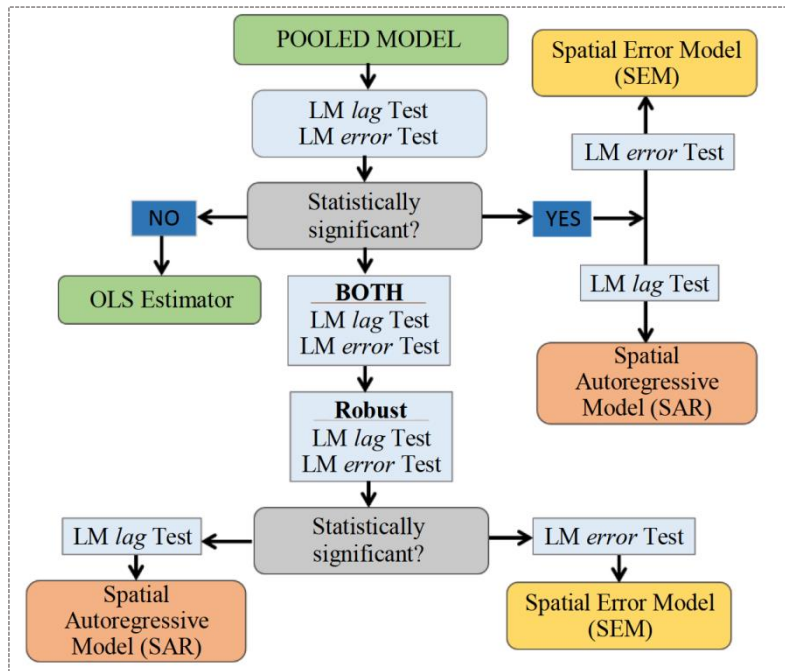 POOLED MODEL
LM lag Test
LM error Test
Statistically
significant?
NO
OLS Estimator
YES
LM error Test
Spatial Error Model
(SEM)
LM lag Test
Spatial
Autoregressive
Model (SAR)
BOTH
LM lag Test
LM error Test
Robust
LM lag Test
LM error Test
Statistically
significant?
LM lag Test
Spatial
Autoregressive
Model (SAR)
LM error Test
Spatial Error Model
(SEM)